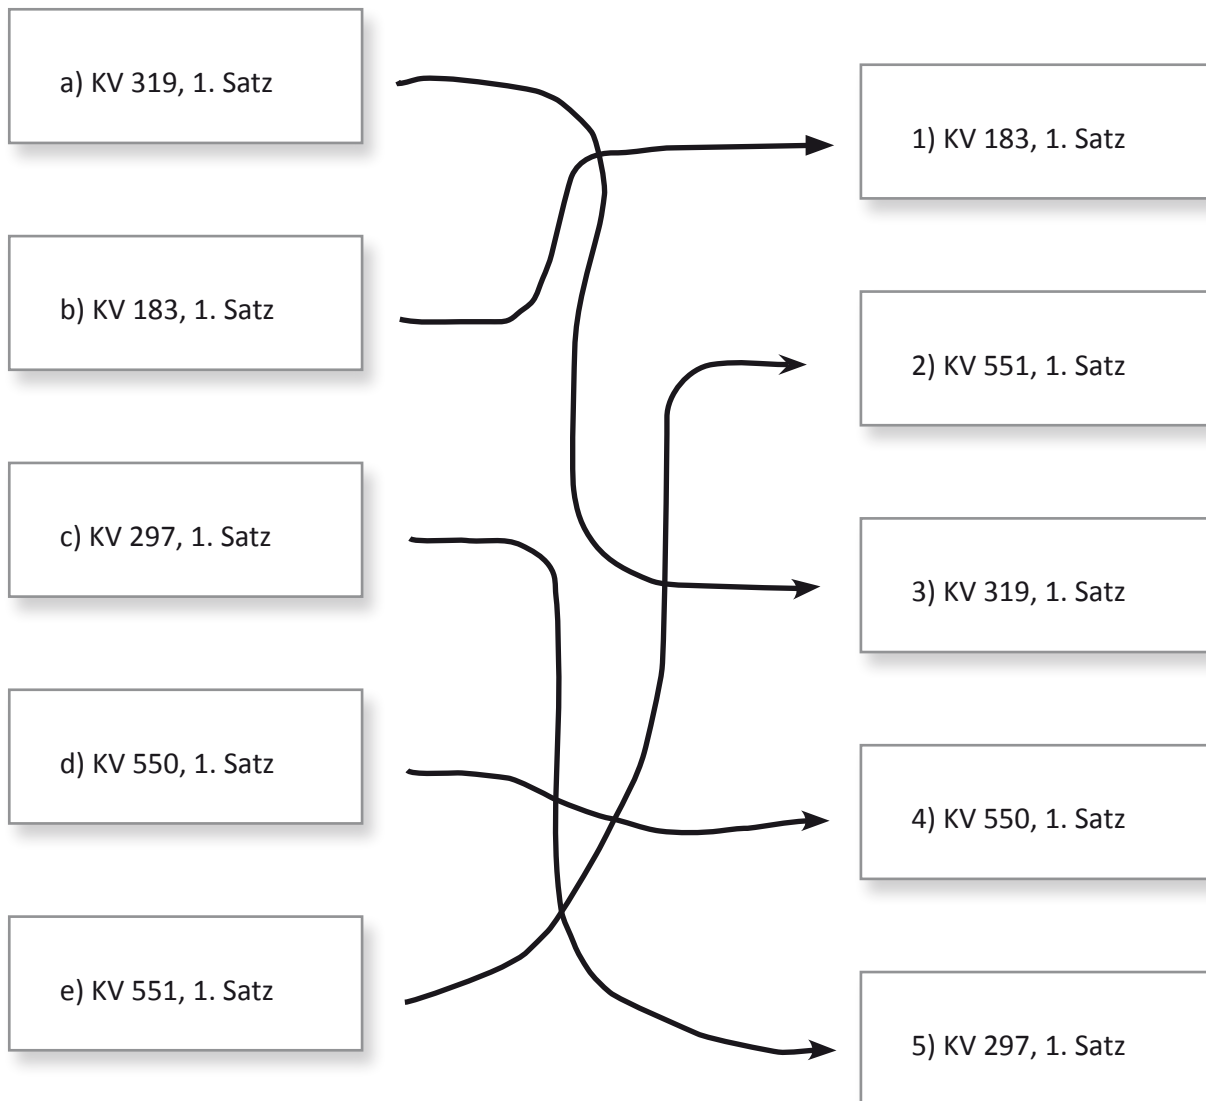 a) KV 319, 1. Satz
b) KV 183, 1. Satz
c) KV 297, 1. Satz
d) KV 550, 1. Satz
e) KV 551, 1. Satz
1) KV 183, 1. Satz
2) KV 551, 1. Satz
3) KV 319, 1. Satz
4) KV 550, 1. Satz
5) KV 297, 1. Satz